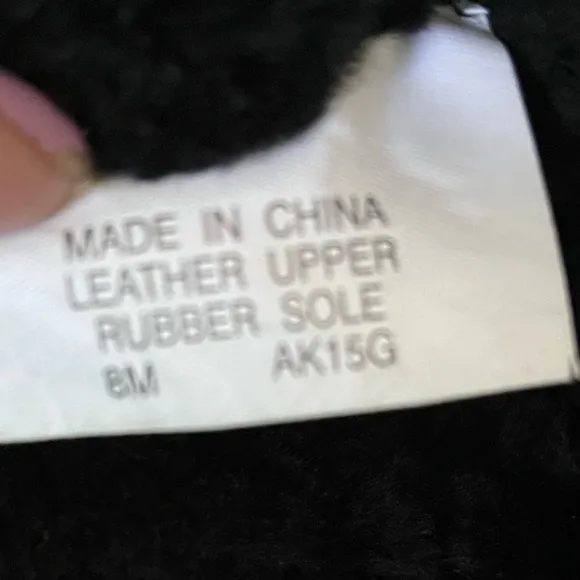 MADE IN CHINA
LEATHER UPPER
RUBBER SOLE
8M AK15G